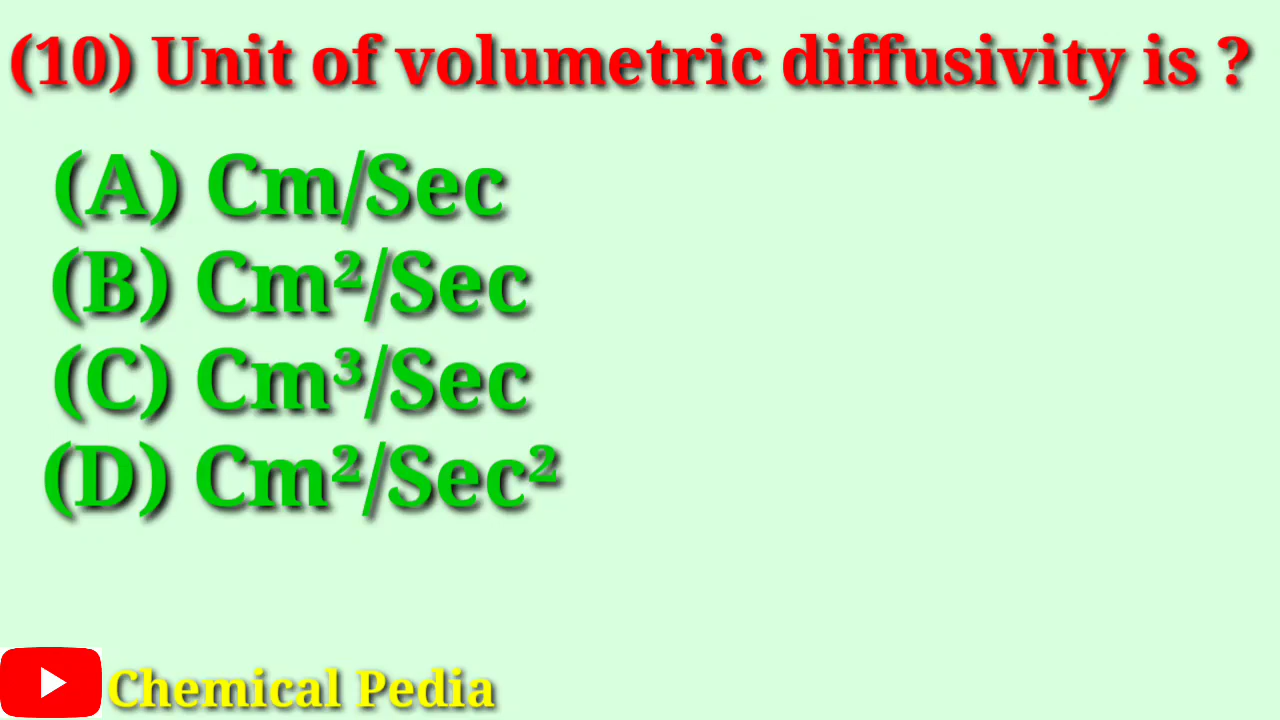 (10) Unit of volumetric diffusivity is ?
(A) Cm/Sec
(B) Cm²/Sec
(C) Cm³/Sec
(D) Cm²/Sec²
Chemical Pedia